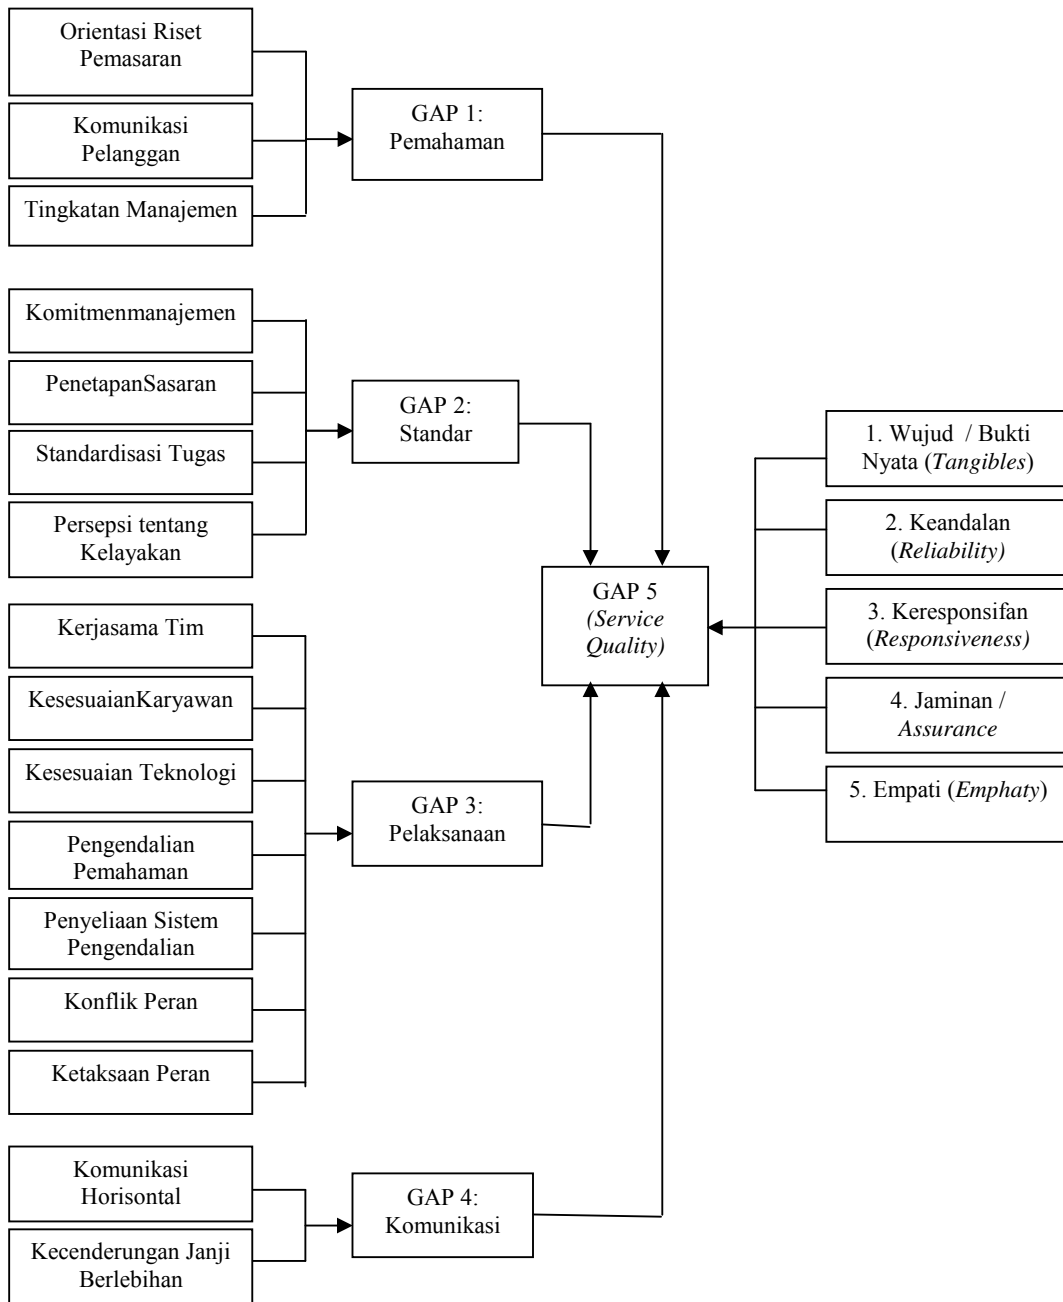 Orientasi Riset
Pemasaran
Komunikasi
Pelanggan
Tingkatan Manajemen
GAP 1:
Pemahaman
Komitmenmanajemen
PenetapanSasaran
Standardisasi Tugas
Persepsi tentang
Kelayakan
GAP 2:
Standar
Kerjasama Tim
KesesuaianKaryawan
Kesesuaian Teknologi
Pengendalian
Pemahaman
Penyeliaan Sistem
Pengendalian
Konflik Peran
Ketaksaan Peran
GAP 3:
Pelaksanaan
Komunikasi
Horisontal
Kecenderungan Janji
Berlebihan
GAP 4:
Komunikasi
GAP 5
(Service
Quality)
1. Wujud / Bukti
Nyata (Tangibles)
2. Keandalan
(Reliability)
3. Keresponsifan
(Responsiveness)
4. Jaminan /
Assurance
5. Empati (Emphaty)